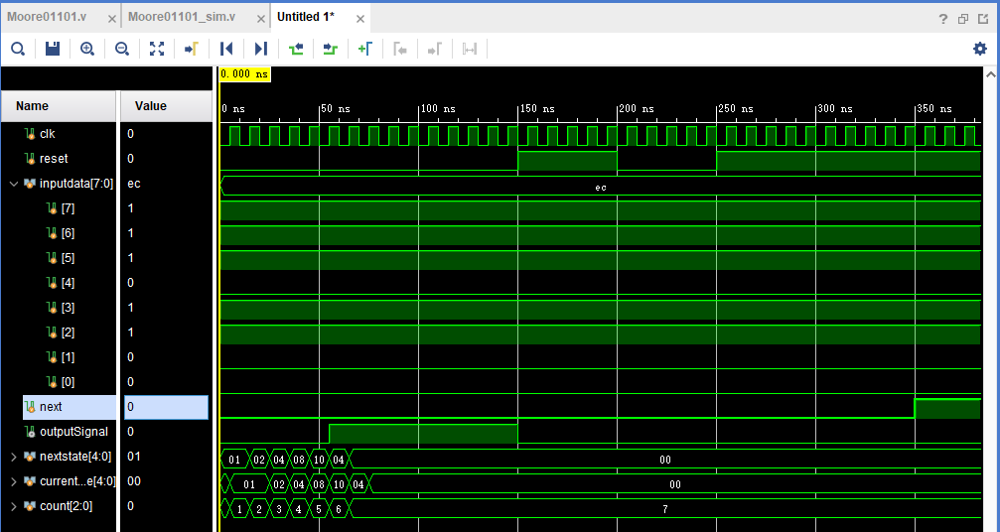 Moore01101.v × Moore01101_sim.v × Untitled 1* ×
?
0.000 ns
Name Value
0 ns 50 ns 100 ns 150 ns 200 ns 250 ns 300 ns 350 ns
clk 0
reset 0
inputdata[7:0] ec ec
[7] 1
[6] 1
[5] 1
[4] 0
[3] 1
[2] 1
[1] 0
[0] 0
next 0
outputSignal 0
nextstate[4:0] 01 01 02 04 08 10 04 00
current...e[4:0] 00 01 02 04 08 10 04 00
count[2:0] 0 1 2 3 4 5 6 7